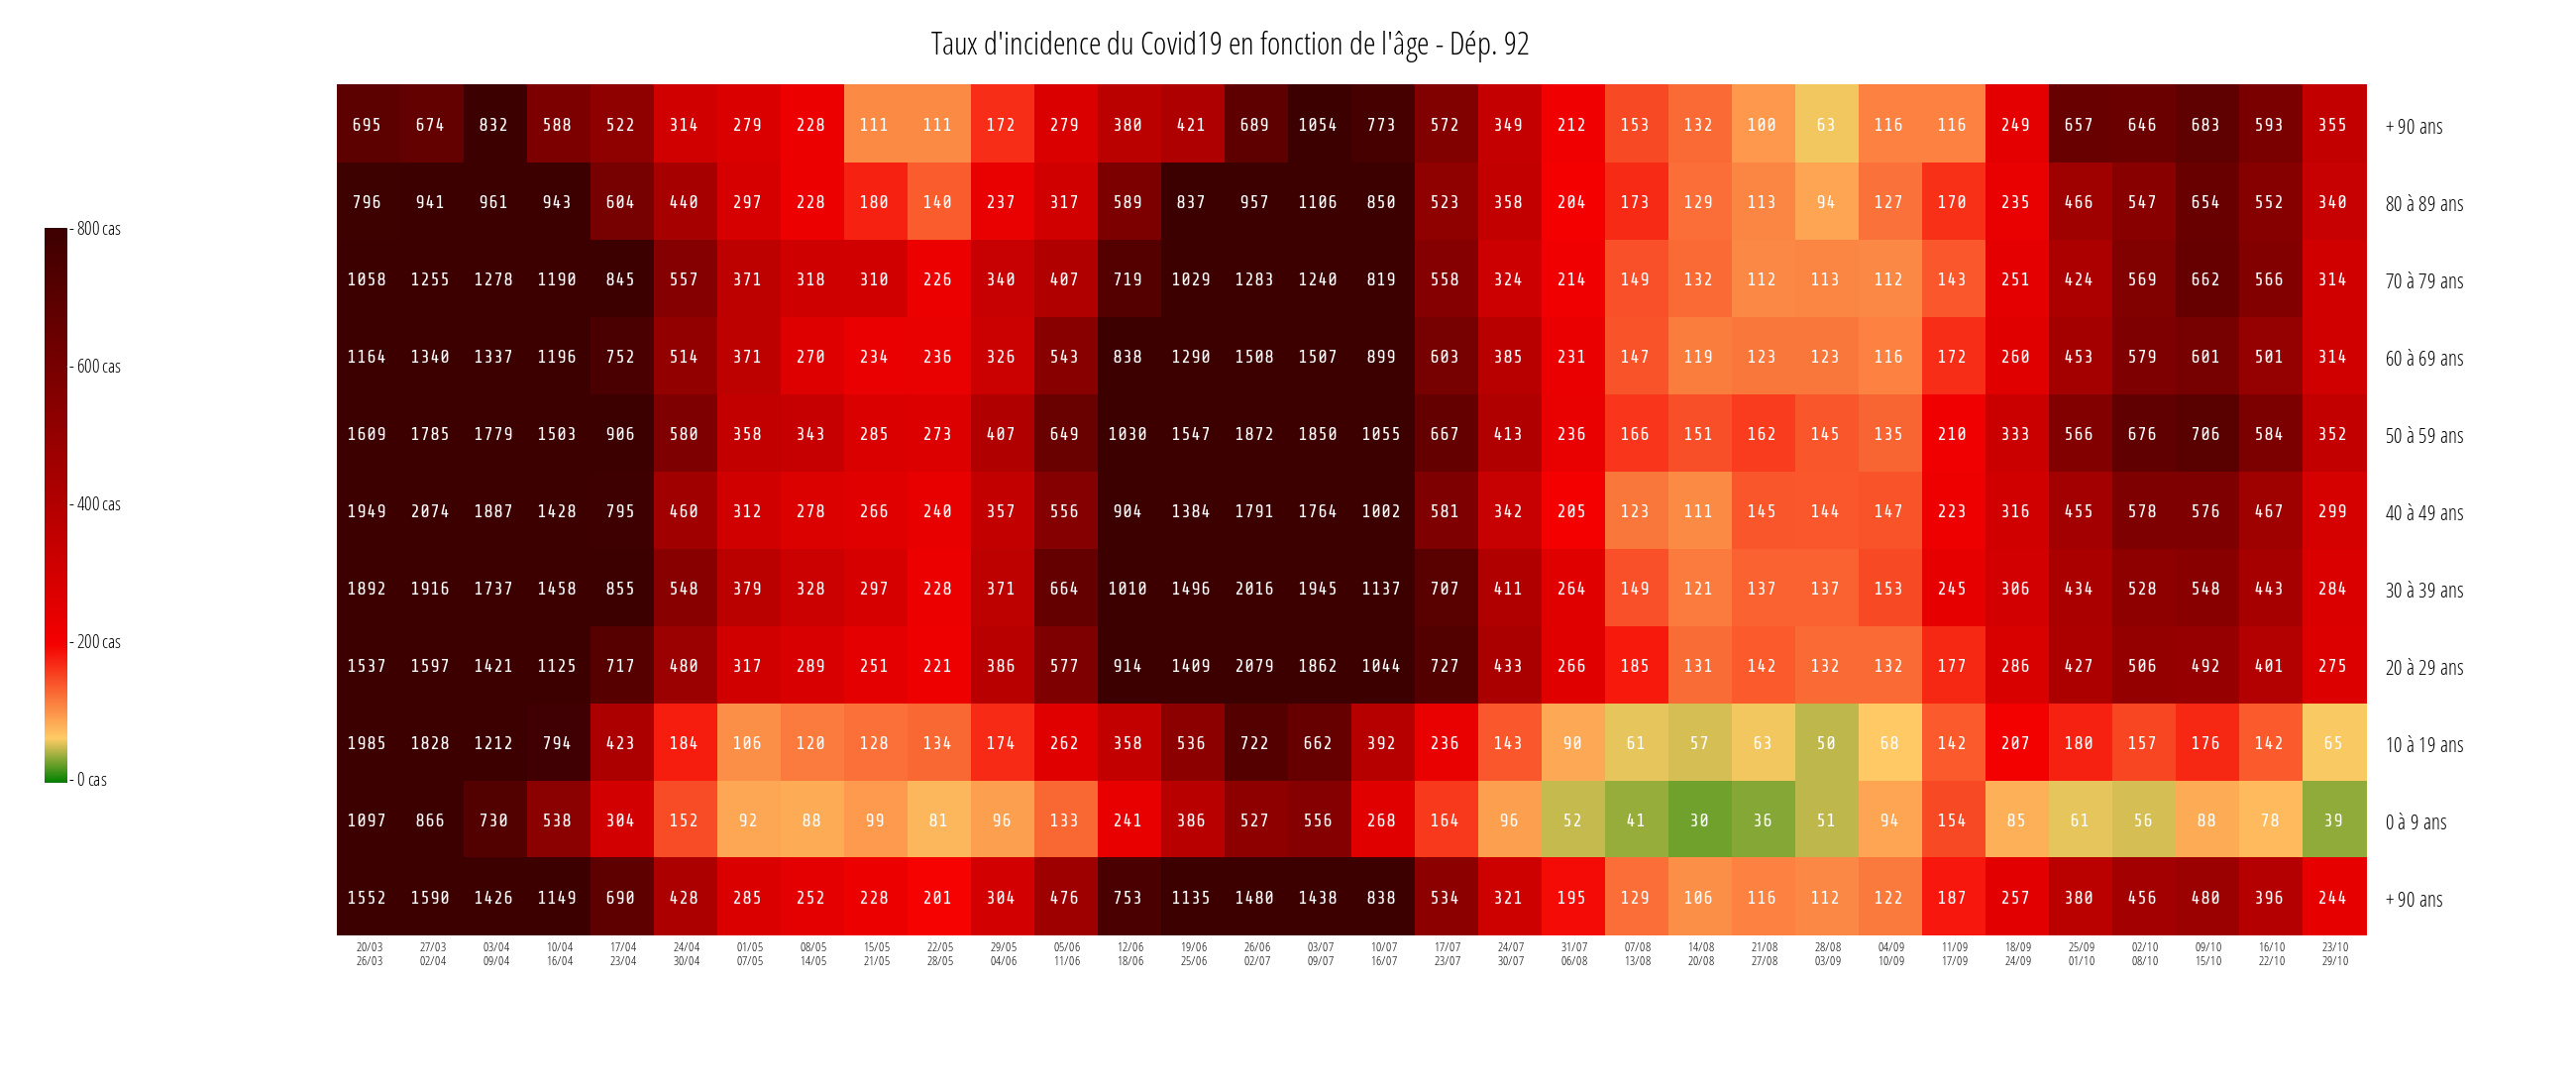 Taux d'incidence du Covid19 en fonction de l'âge - Dép. 92
- 800 cas
- 600 cas
- 400 cas
- 200 cas
- 0 cas
695 674 832 588 522 314 279 228 111 111 172 279 380 421 689 1054 773 572 349 212 153 132 100 63 116 116 249 657 646 683 593 355 + 90 ans
796 941 961 943 604 440 297 228 180 140 237 317 589 837 957 1106 850 523 358 204 173 129 113 94 127 170 235 466 547 654 552 340 80 à 89 ans
1058 1255 1278 1190 845 557 371 318 310 226 340 407 719 1029 1283 1240 819 558 324 214 149 132 112 113 112 143 251 424 569 662 566 314 70 à 79 ans
1164 1340 1337 1196 752 514 371 270 234 236 326 543 838 1290 1508 1507 899 603 385 231 147 119 123 123 116 172 260 453 579 601 501 314 60 à 69 ans
1609 1785 1779 1503 906 580 358 343 285 273 407 649 1030 1547 1872 1850 1055 667 413 236 166 151 162 145 135 210 333 566 676 706 584 352 50 à 59 ans
1949 2074 1887 1428 795 460 312 278 266 240 357 556 904 1384 1791 1764 1002 581 342 205 123 111 145 144 147 223 316 455 578 576 467 299 40 à 49 ans
1892 1916 1737 1458 855 548 379 328 297 228 371 664 1010 1496 2016 1945 1137 707 411 264 149 121 137 137 153 245 306 434 528 548 443 284 30 à 39 ans
1537 1597 1421 1125 717 480 317 289 251 221 386 577 914 1409 2079 1862 1044 727 433 266 185 131 142 132 132 177 286 427 506 492 401 275 20 à 29 ans
1985 1828 1212 794 423 184 106 120 128 134 174 262 358 536 722 662 392 236 143 90 61 57 63 50 68 142 207 180 157 176 142 65 10 à 19 ans
1097 866 730 538 304 152 92 88 99 81 96 133 241 386 527 556 268 164 96 52 41 30 36 51 94 154 85 61 56 88 78 39 0 à 9 ans
1552 1590 1426 1149 690 428 285 252 228 201 304 476 753 1135 1480 1438 838 534 321 195 129 106 116 112 122 187 257 380 456 480 396 244 + 90 ans
20/03 27/03 03/04 10/04 17/04 24/04 01/05 08/05 15/05 22/05 29/05 05/06 12/06 19/06 26/06 03/07 10/07 17/07 24/07 31/07 07/08 14/08 21/08 28/08 04/09 11/09 18/09 25/09 02/10 09/10 16/10 23/10
26/03 02/04 09/04 16/04 23/04 30/04 07/05 14/05 21/05 28/05 04/06 11/06 18/06 25/06 02/07 09/07 16/07 23/07 30/07 06/08 13/08 20/08 27/08 03/09 10/09 17/09 24/09 01/10 08/10 15/10 22/10 29/10